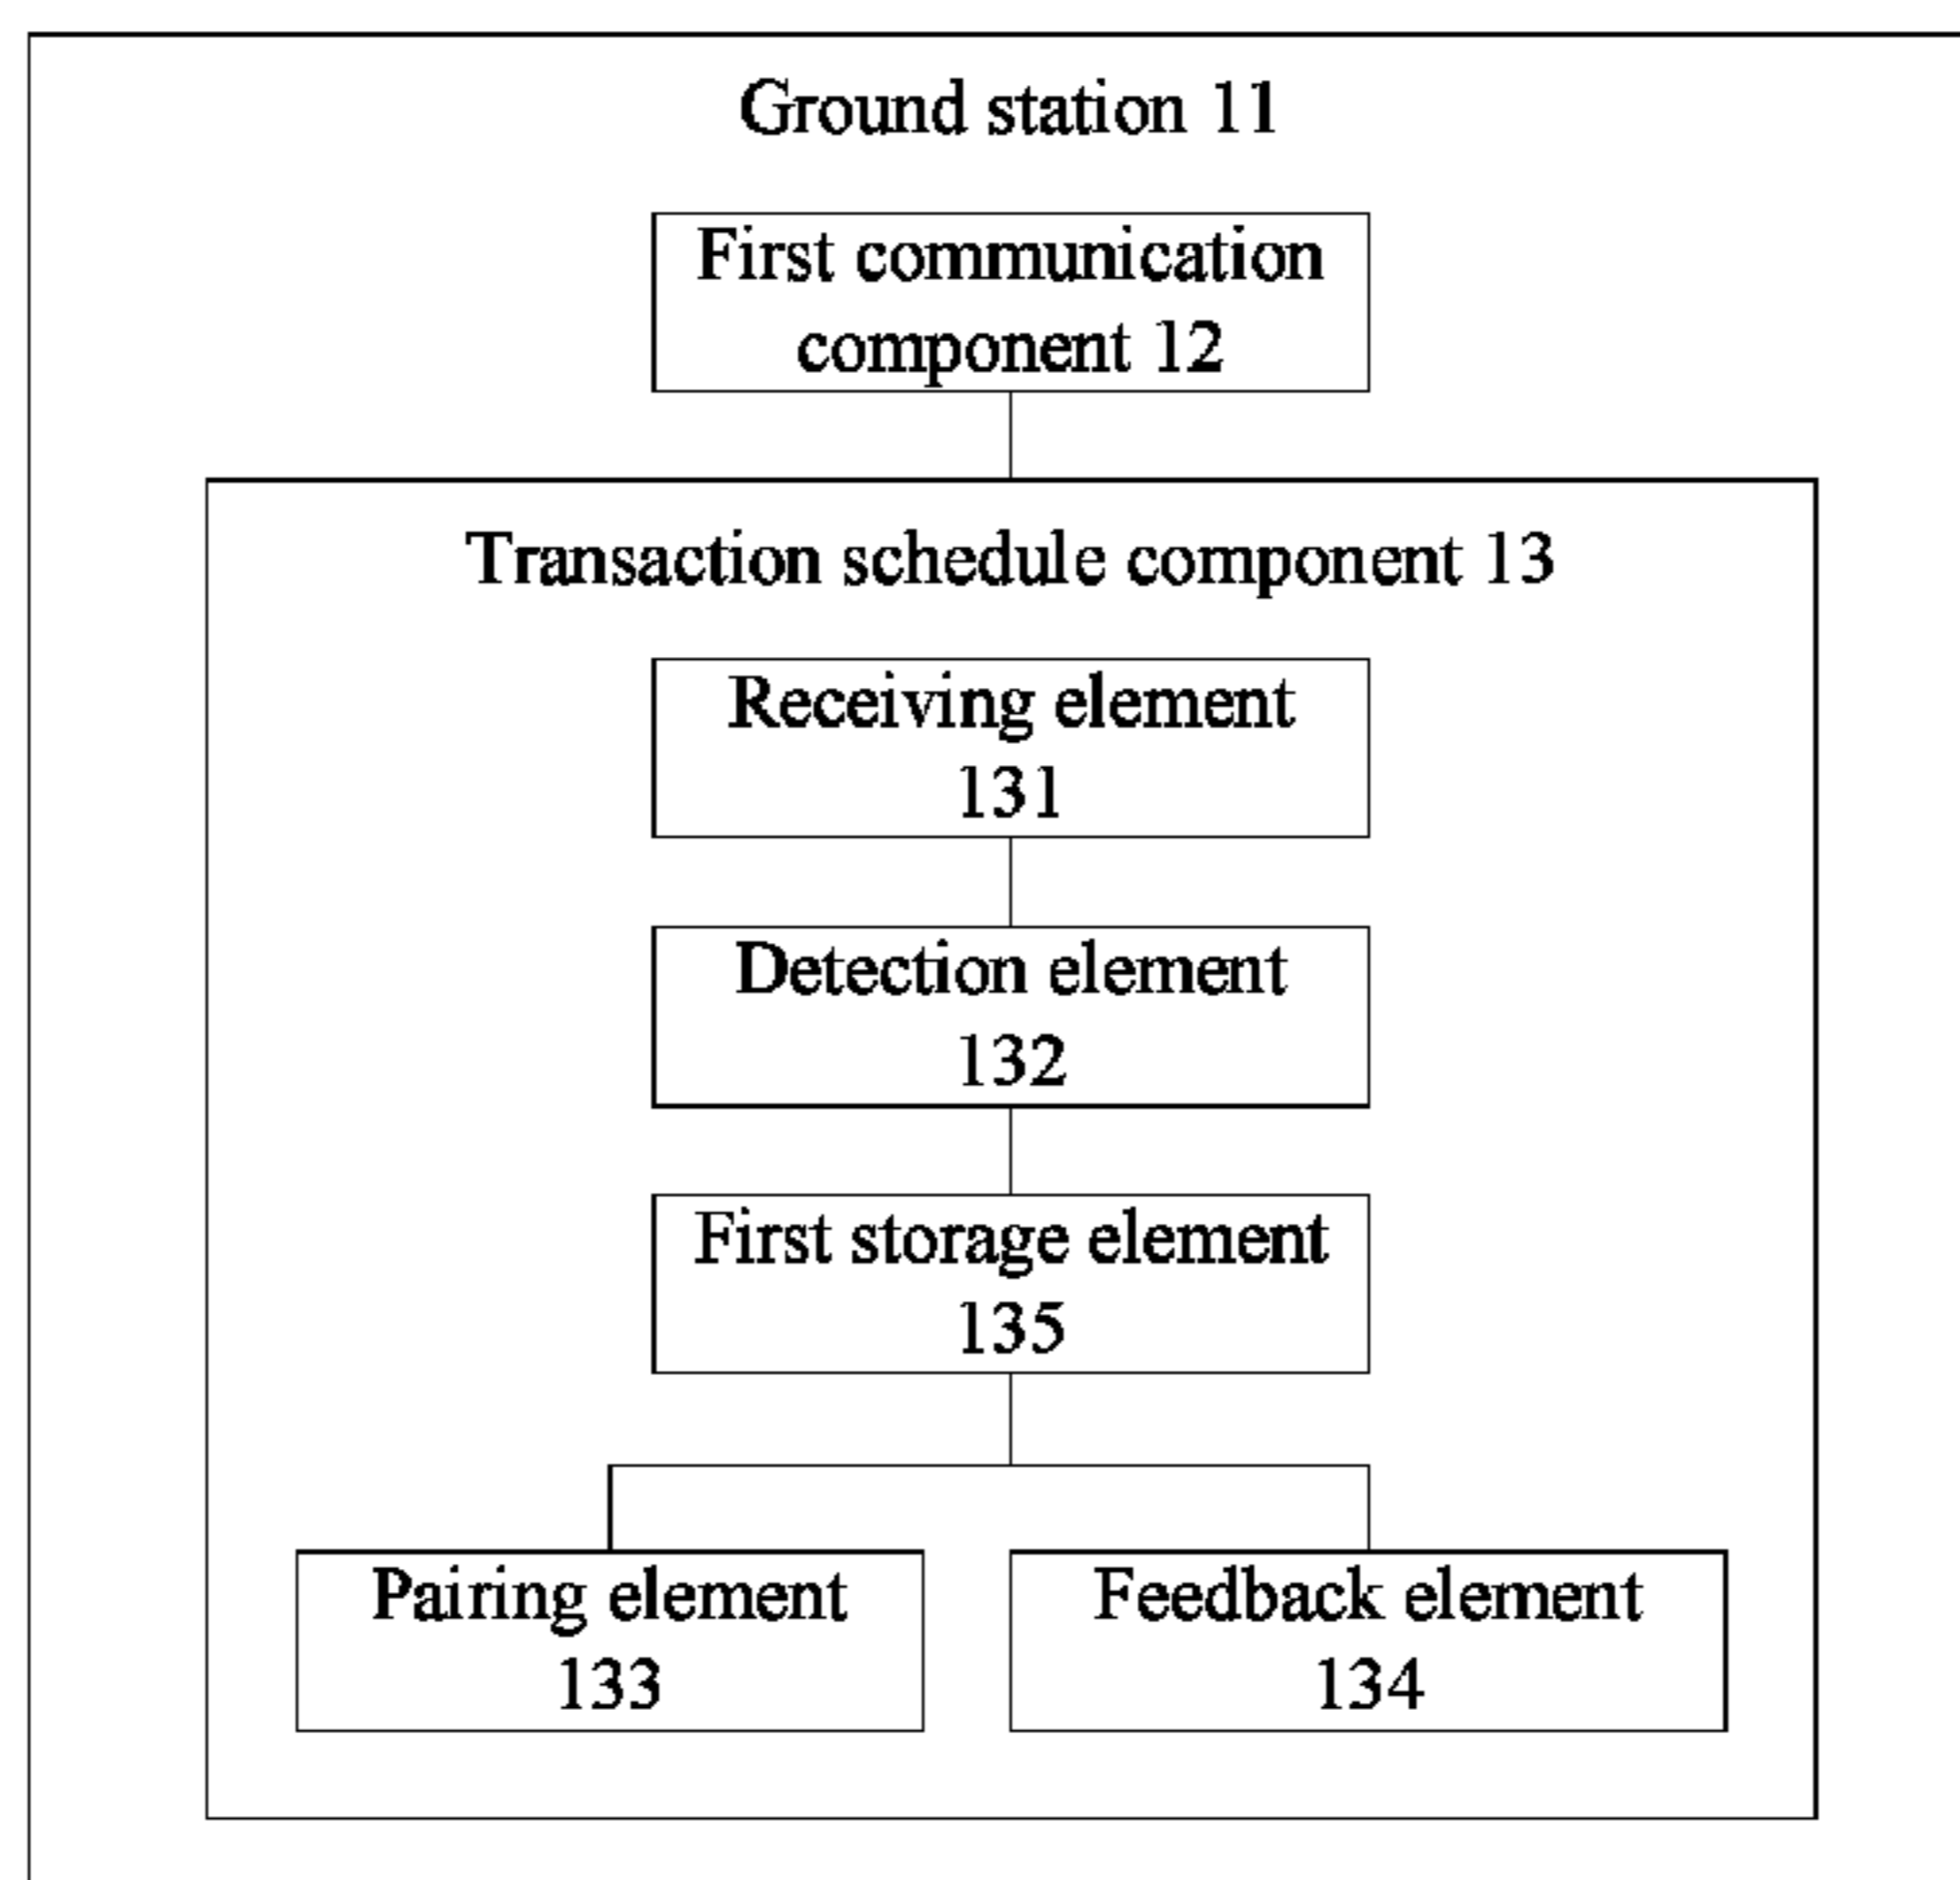 Ground station 11
First communication
component 12
Transaction schedule component 13
Receiving element
131
Detection element
132
First storage element
135
Pairing element
133
Feedback element
134